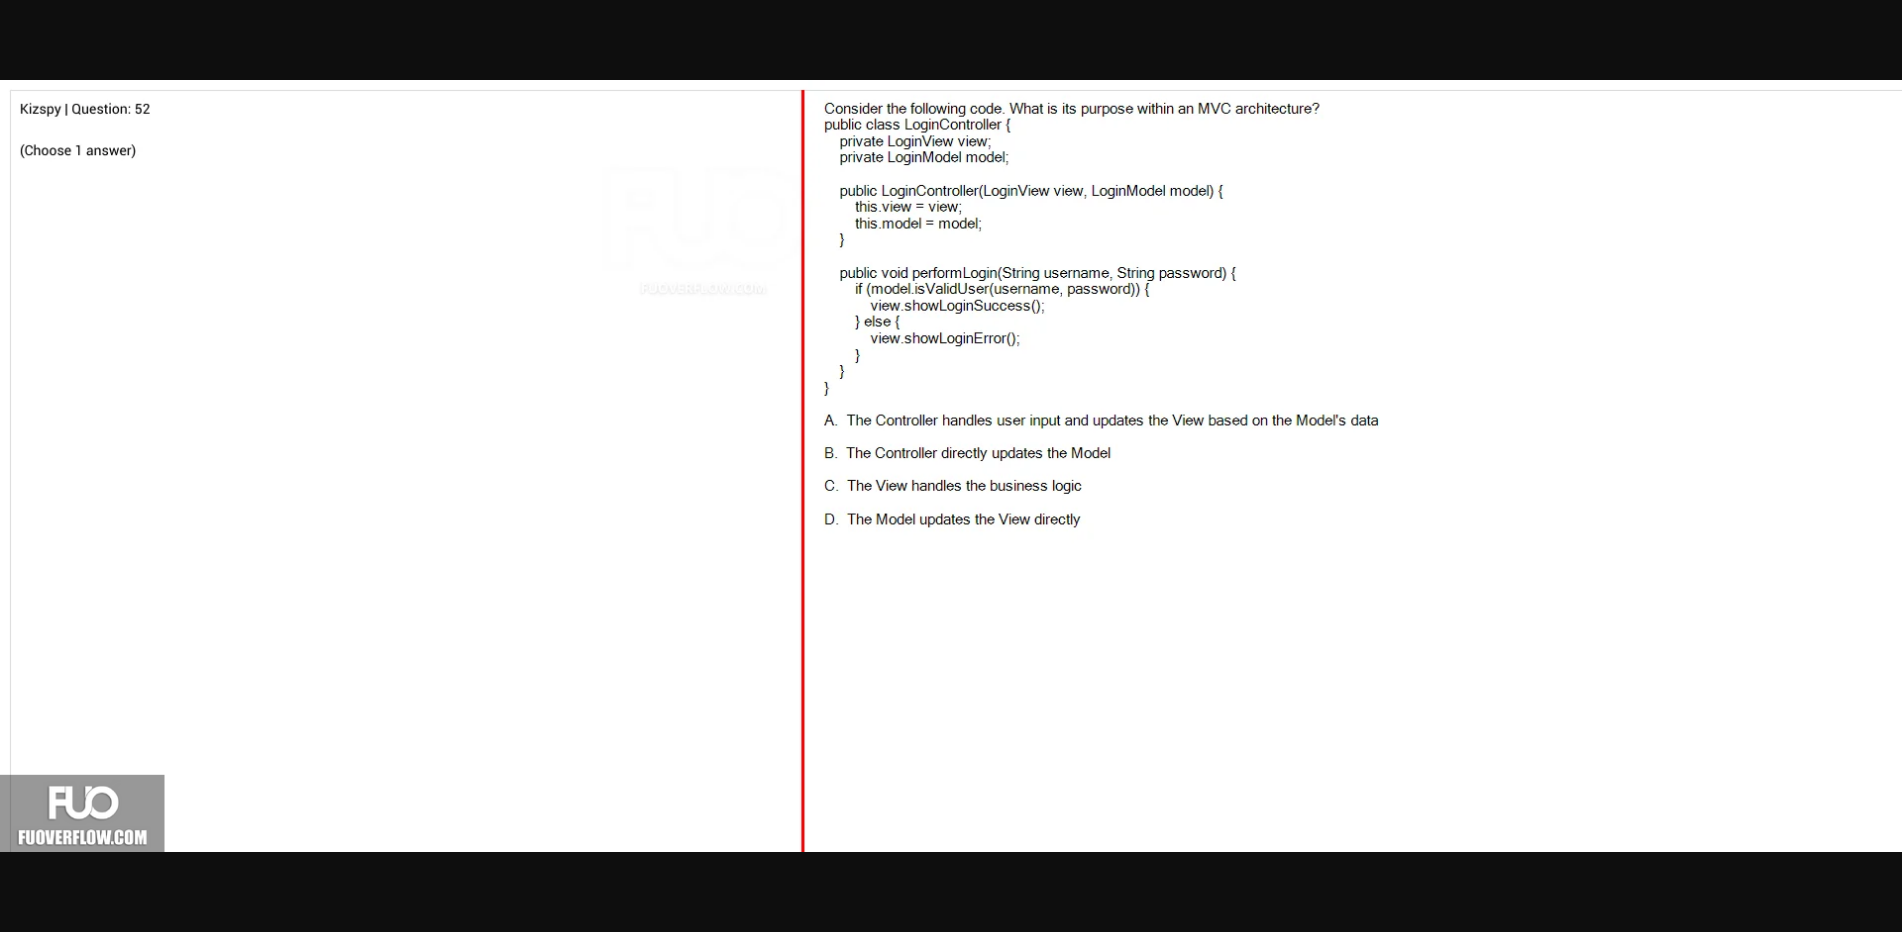 Kizspy | Question: 52
(Choose 1 answer)
FUO
FUOVERFLOW.COM
Consider the following code. What is its purpose within an MVC architecture?
public class LoginController {
private LoginView view;
private LoginModel model;
public LoginController(LoginView view, LoginModel model) {
this.view = view;
this.model = model;
}
public void performLogin(String username, String password) {
if (model.isValidUser(username, password)) {
view.showLoginSuccess();
} else {
view.showLoginError();
}
}
}
A. The Controller handles user input and updates the View based on the Model's data
B. The Controller directly updates the Model
C. The View handles the business logic
D. The Model updates the View directly
FUO
FUOVERFLOW.COM